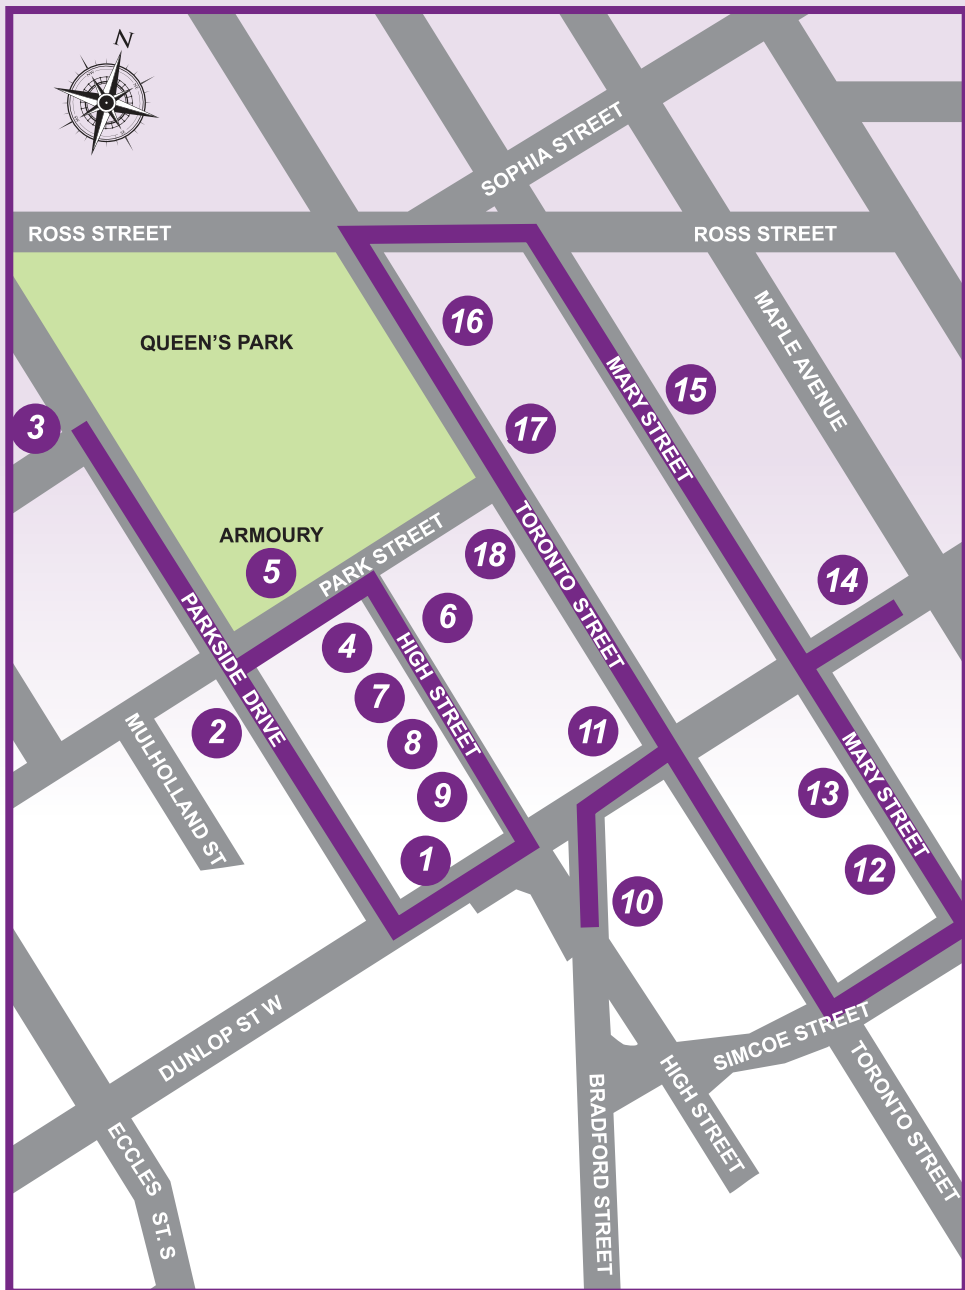 N
SOPHIA STREET
ROSS STREET
ROSS STREET
MAPLE AVENUE
16
QUEEN'S PARK
15
MARY STREET
3
17
ARMOURY
5
PARK STREET
18
TORONTO STREET
14
PARKSIDE DRIVE
6
4
HIGH STREET
7
2
MULHOLLAND ST
8
11
9
13
MARY STREET
1
12
10
DUNLOP ST W
SIMCOE STREET
HIGH STREET
TORONTO STREET
BRADFORD STREET
ECCLES ST. S